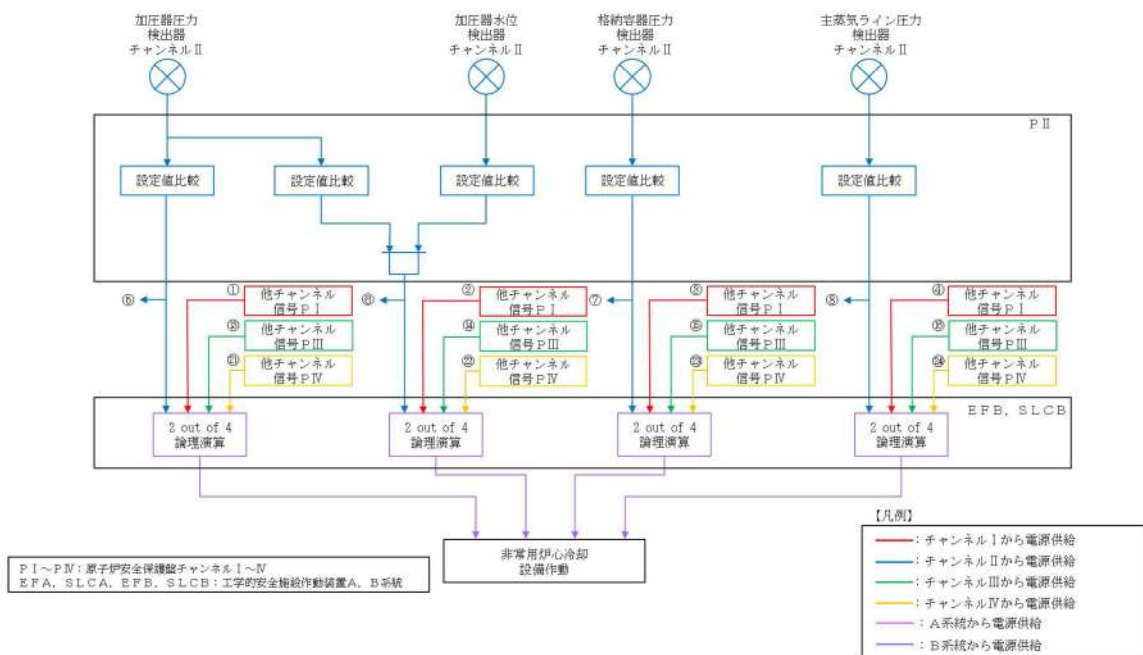 加圧器圧力
検出器
チャンネルⅡ
加圧器水位
検出器
チャンネルⅡ
格納容器圧力
検出器
チャンネルⅡ
主蒸気ライン圧力
検出器
チャンネルⅡ
PⅡ
設定値比較
設定値比較
設定値比較
設定値比較
設定値比較
⑥
①
他チャンネル
信号PⅠ
⑬
他チャンネル
信号PⅢ
㉑
他チャンネル
信号PⅣ
②
他チャンネル
信号PⅠ
⑭
他チャンネル
信号PⅢ
㉒
他チャンネル
信号PⅣ
⑦
③
他チャンネル
信号PⅠ
⑮
他チャンネル
信号PⅢ
㉓
他チャンネル
信号PⅣ
⑧
④
他チャンネル
信号PⅠ
他チャンネル
信号PⅢ
㉔
他チャンネル
信号PⅣ
EFB, SLCB
2 out of 4
論理演算
2 out of 4
論理演算
2 out of 4
論理演算
2 out of 4
論理演算
非常用炉心冷却
設備作動
PⅠ~PⅣ:原子炉安全保護盤チャンネルⅠ~Ⅳ
EFA, SLCA, EFB, SLCB:工学的安全施設作動装置A, B系統
【凡例】
:チャンネルⅠから電源供給
:チャンネルⅡから電源供給
:チャンネルⅢから電源供給
:チャンネルⅣから電源供給
:A系統から電源供給
:B系統から電源供給